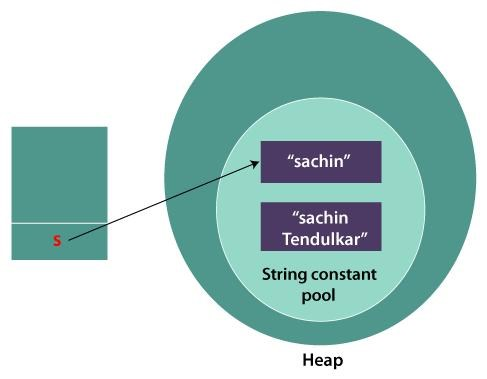 s
“sachin”
“sachin
Tendulkar”
String constant
pool
Heap